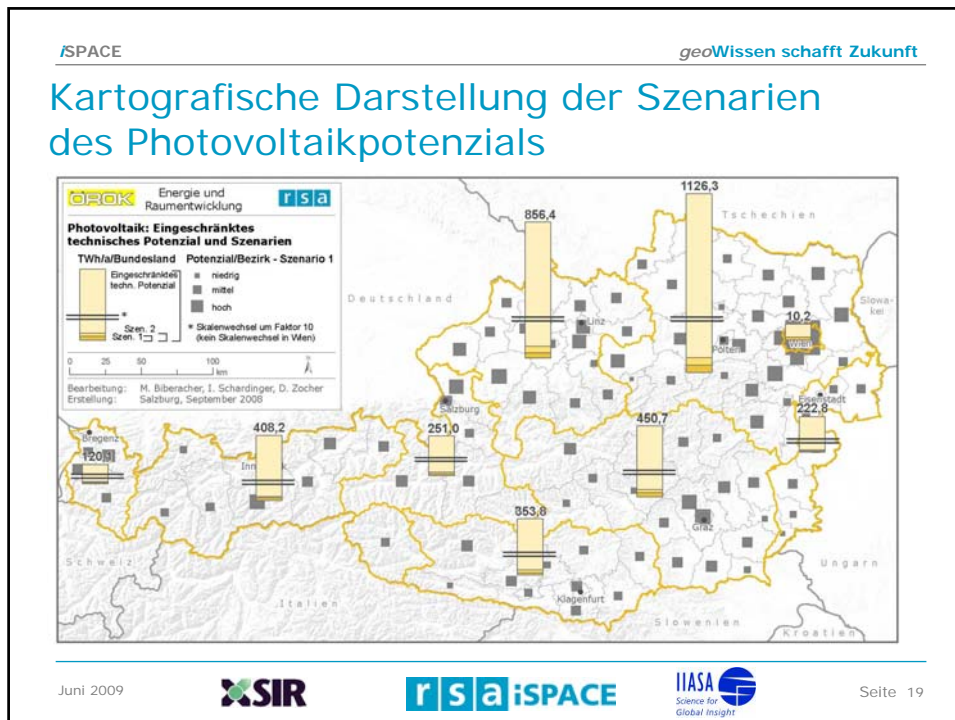 iSPACE
geoWissen schafft Zukunft
Kartografische Darstellung der Szenarien
des Photovoltaikpotenzials
ÖROK
Energie und
Raumentwicklung
rsa
Photovoltaik: Eingeschränktes
technisches Potenzial und Szenarien
TWh/a/Bundesland
Potenzial/Bezirk - Szenario 1
Eingeschränktes
techn. Potenzial
niedrig
mittel
hoch
*
Szen. 2
Szen. 1
* Skalenwechsel um Faktor 10
(kein Skalenwechsel in Wien)
0 25 50 100
km
Bearbeitung: M. Biberacher, I. Schardinger, D. Zocher
Erstellung: Salzburg, September 2008
1126,3
856,4
Tschechien
Deutschland
Slowa-
kei
10,2
Linz
Wien
Pölten
Salzburg
Eisenstadt
222,8
450,7
251,0
408,2
Bregenz
Graz
353,8
Schweiz
Ungarn
Italien
Klagenfurt
Slowenien
Kroatien
Juni 2009
SIR
rsa iSPACE
IIASA
Science for
Global Insight
Seite 19